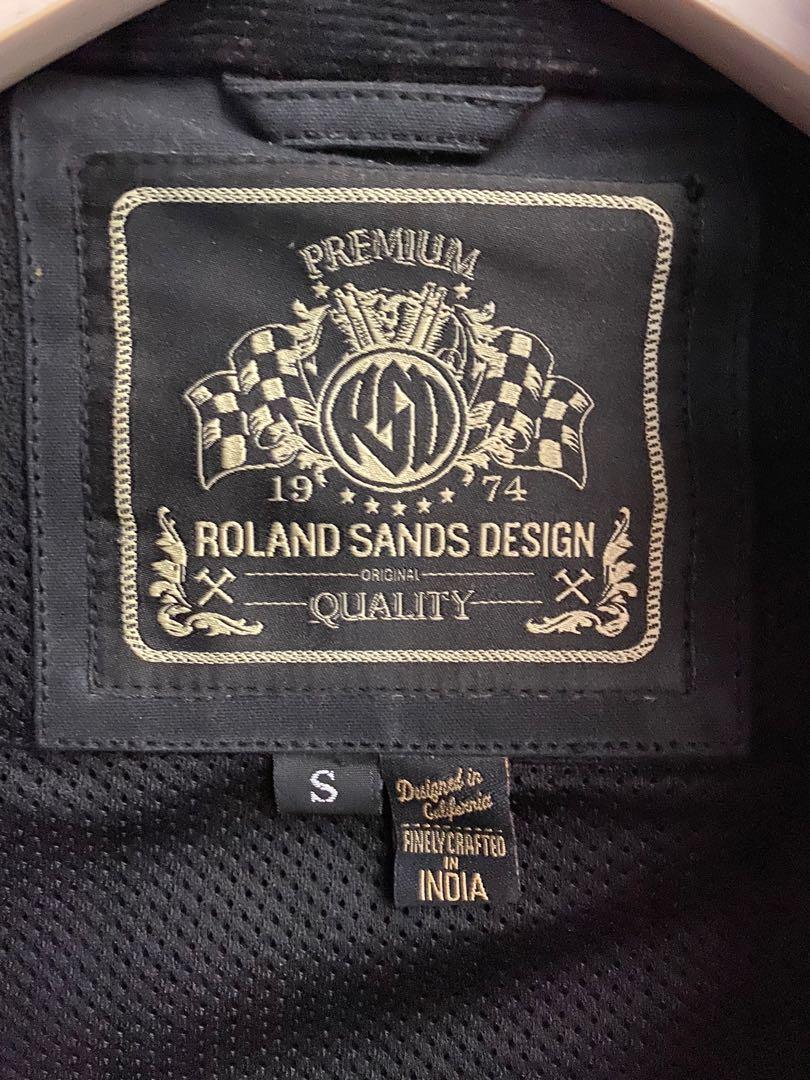 PREMIUM
RSD
19 74
ROLAND SANDS DESIGN
ORIGINAL
QUALITY
S
Designed in
California
FINELY CRAFTED
IN
INDIA